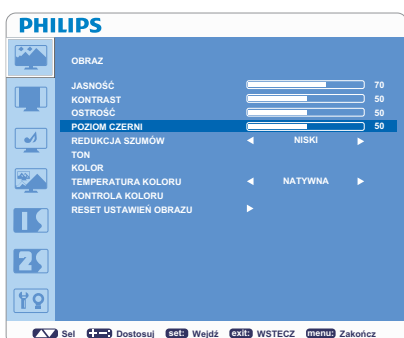 PHILIPS
OBRAZ
JASNOŚĆ 70
KONTRAST 50
OSTROŚĆ 50
POZIOM CZERNI 50
REDUKCJA SZUMÓW NISKI
TON
KOLOR
TEMPERATURA KOLORU NATYWNA
KONTROLA KOLORU
RESET USTAWIEŃ OBRAZU
Sel Dostosuj set: Wejdź exit: WSTECZ menu: Zakończ